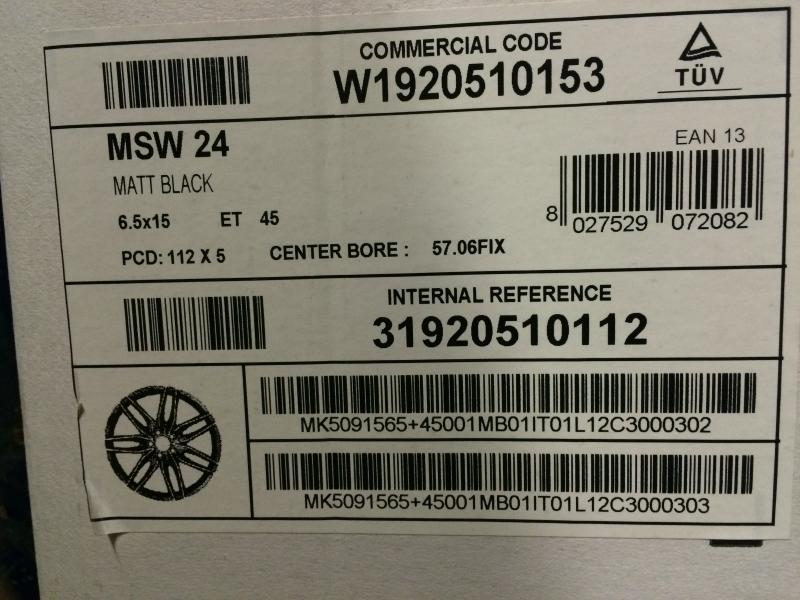 COMMERCIAL CODE
W1920510153
TÜV
MSW 24
MATT BLACK
6.5x15 ET 45
PCD: 112 X 5 CENTER BORE : 57.06FIX
EAN 13
8 027529 072082
INTERNAL REFERENCE
31920510112
MK5091565+45001MB01IT01L12C3000302
MK5091565+45001MB01IT01L12C3000303